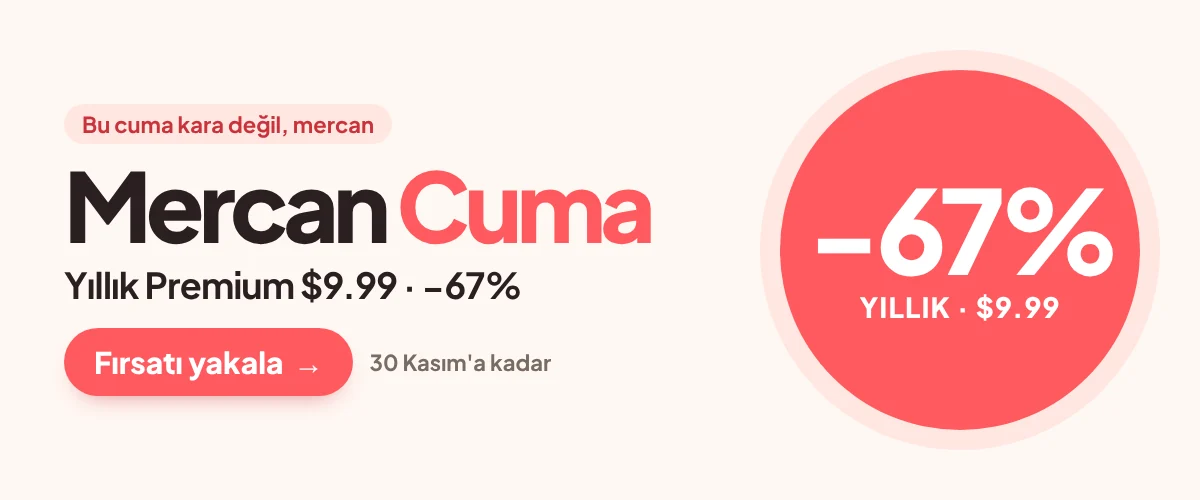 Bu cuma kara değil, mercan
Mercan Cuma
Yıllık Premium $9.99 · −67%
Fırsatı yakala →
30 Kasım'a kadar
−67%
YILLIK · $9.99